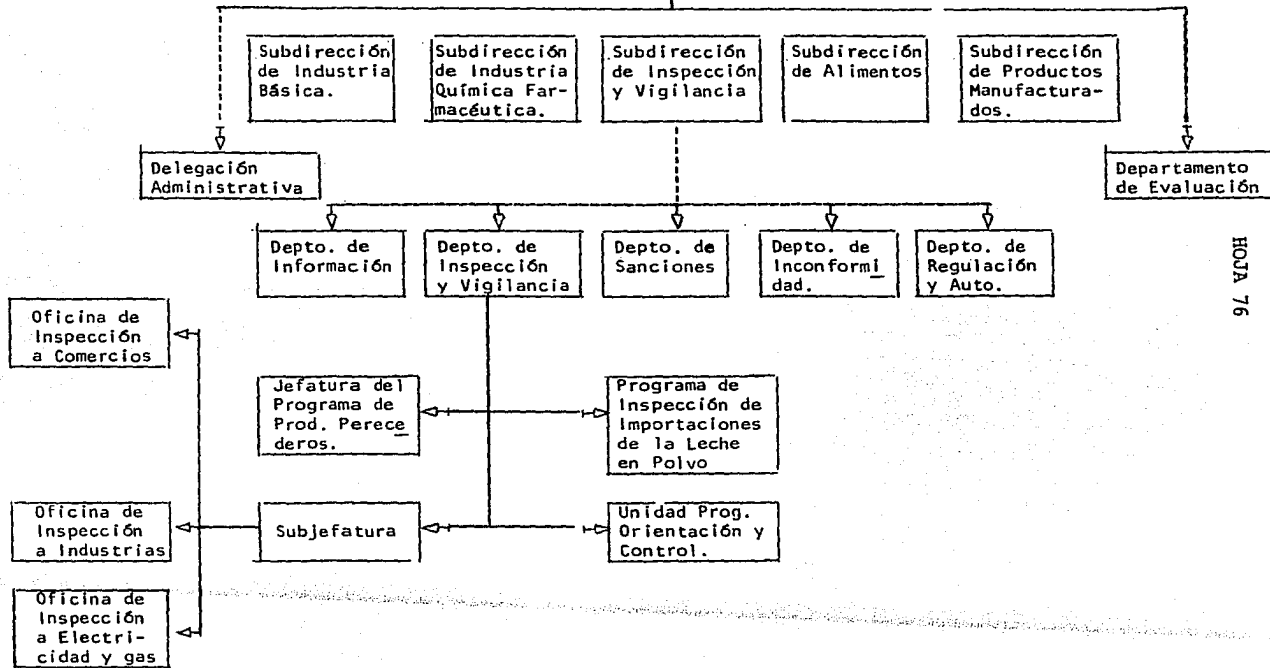 Subdirección
de Industria
Básica.
Subdirección
de Industria
Química Far-
macéutica.
Subdirección
de Inspección
y Vigilancia
Subdirección
de Alimentos
Subdirección
de Productos
Manufactura-
dos.
Delegación
Administrativa
Departamento
de Evaluación
Depto. de
Información
Depto. de
Inspección
y Vigilancia
Depto. de
Sanciones
Depto. de
Inconformi
dad.
Depto. de
Regulación
y Auto.
HOJA 76
Oficina de
Inspección
a Comercios
Jefatura del
Programa de
Prod. Perece
deros.
Programa de
Inspección de
Importaciones
de la Leche
en Polvo
Oficina de
Inspección
a Industrias
Subjefatura
Unidad Prog.
Orientación y
Control.
Oficina de
Inspección
a Electri-
cidad y gas